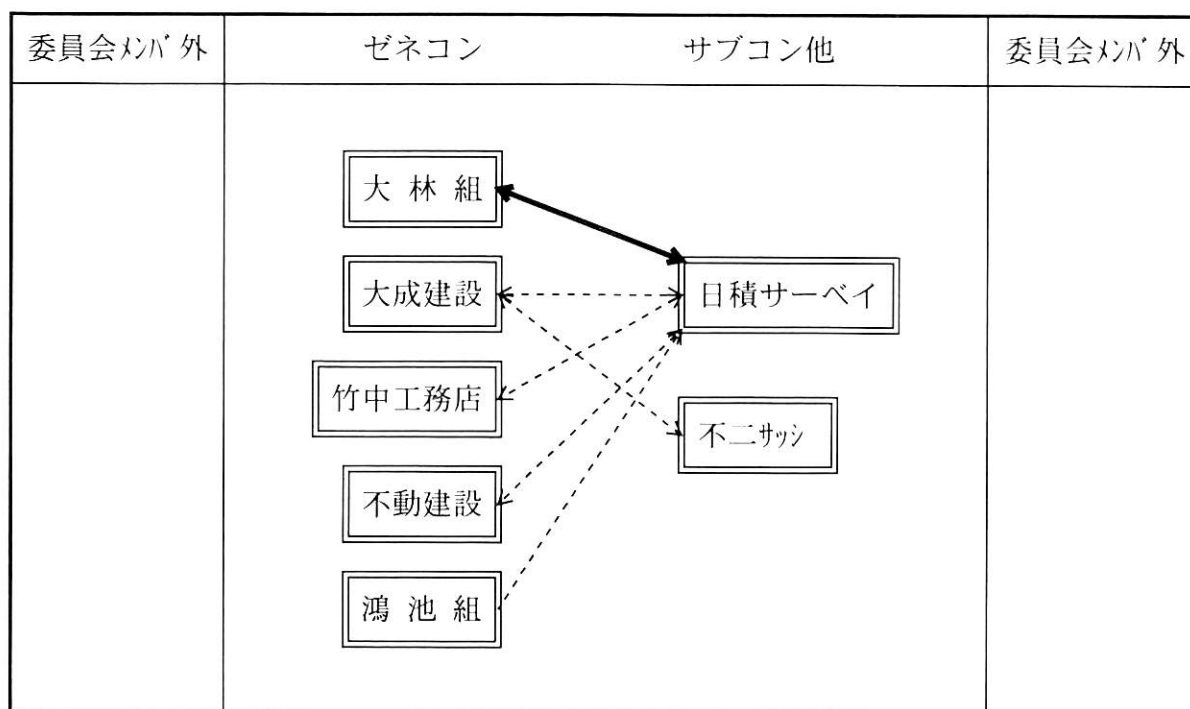 委員会ﾒﾝﾊﾞ外 ゼネコン サブコン他 委員会ﾒﾝﾊﾞ外
大 林 組
大成建設 日積サーベイ
竹中工務店
不二ｻｯｼ
不動建設
鴻 池 組